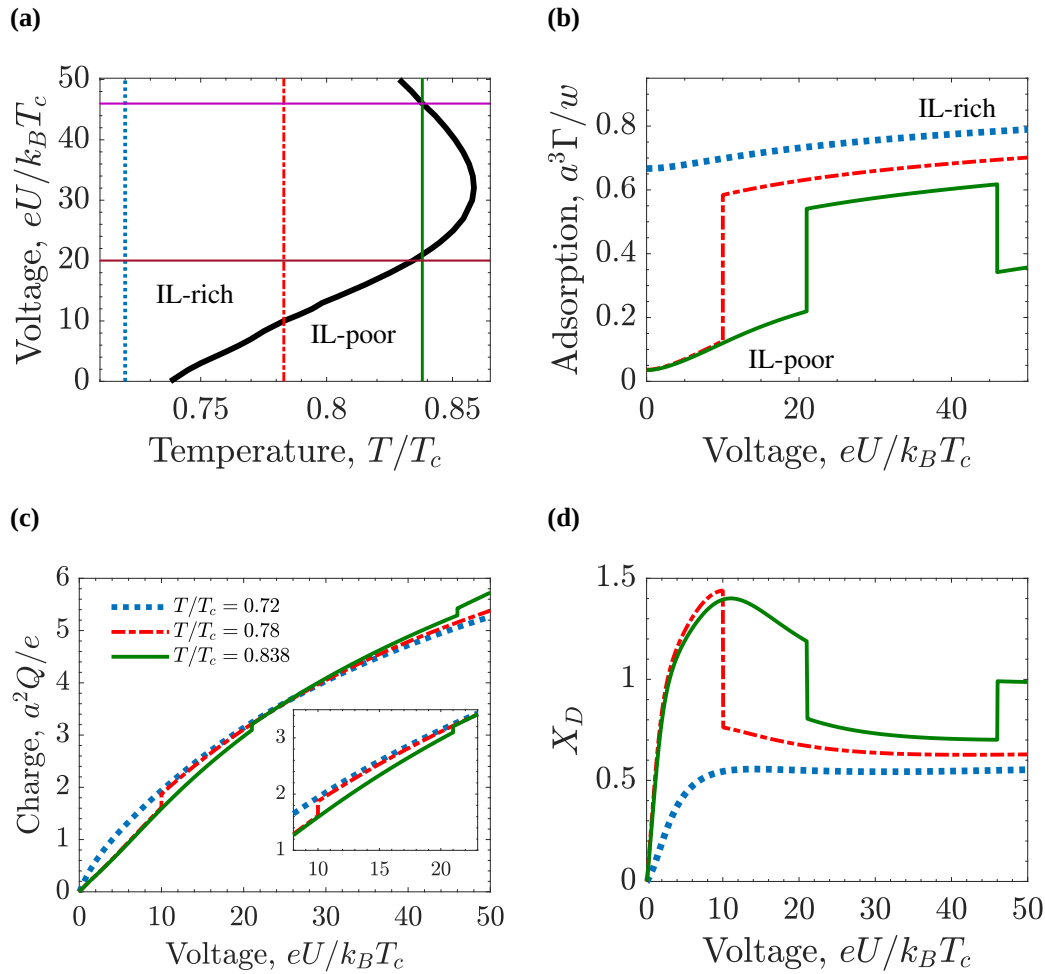 (a)
50
40
30
20
10
0
Voltage, eU/k_BT_c
IL-rich
IL-poor
0.75
0.8
0.85
Temperature, T/T_c
(b)
0.8
0.6
0.4
0.2
0
Adsorption, a³Γ/w
IL-rich
IL-poor
0
20
40
Voltage, eU/k_BT_c
(c)
6
5
4
3
2
1
0
Charge, a²Q/e
T/T_c = 0.72
T/T_c = 0.78
T/T_c = 0.838
3
2
1
10
15
20
0
10
20
30
40
50
Voltage, eU/k_BT_c
(d)
1.5
1
0.5
0
X_D
0
10
20
30
40
50
Voltage, eU/k_BT_c